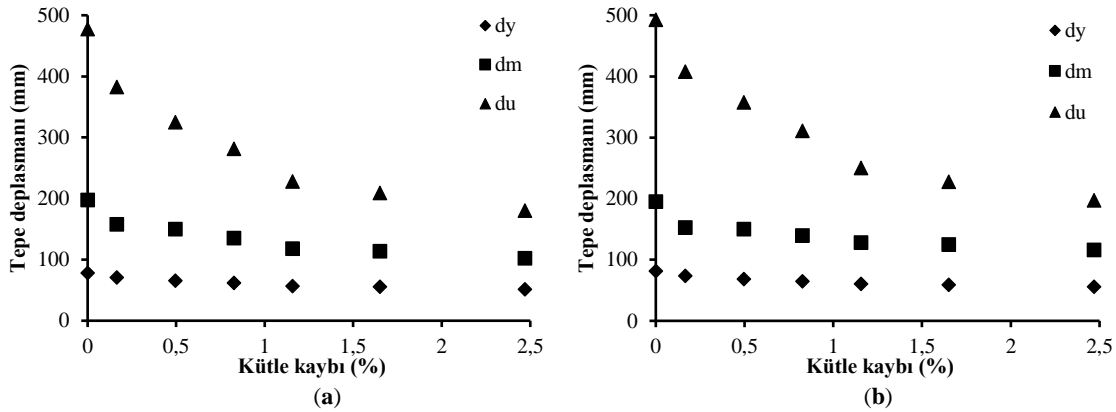 Tepe deplasmanı (mm)
500
400
300
200
100
0
0
0,5
1
1,5
2
2,5
Kütle kaybı (%)
dy
dm
du
(a)
Tepe deplasmanı (mm)
500
400
300
200
100
0
0
0,5
1
1,5
2
2,5
Kütle kaybı (%)
dy
dm
du
(b)